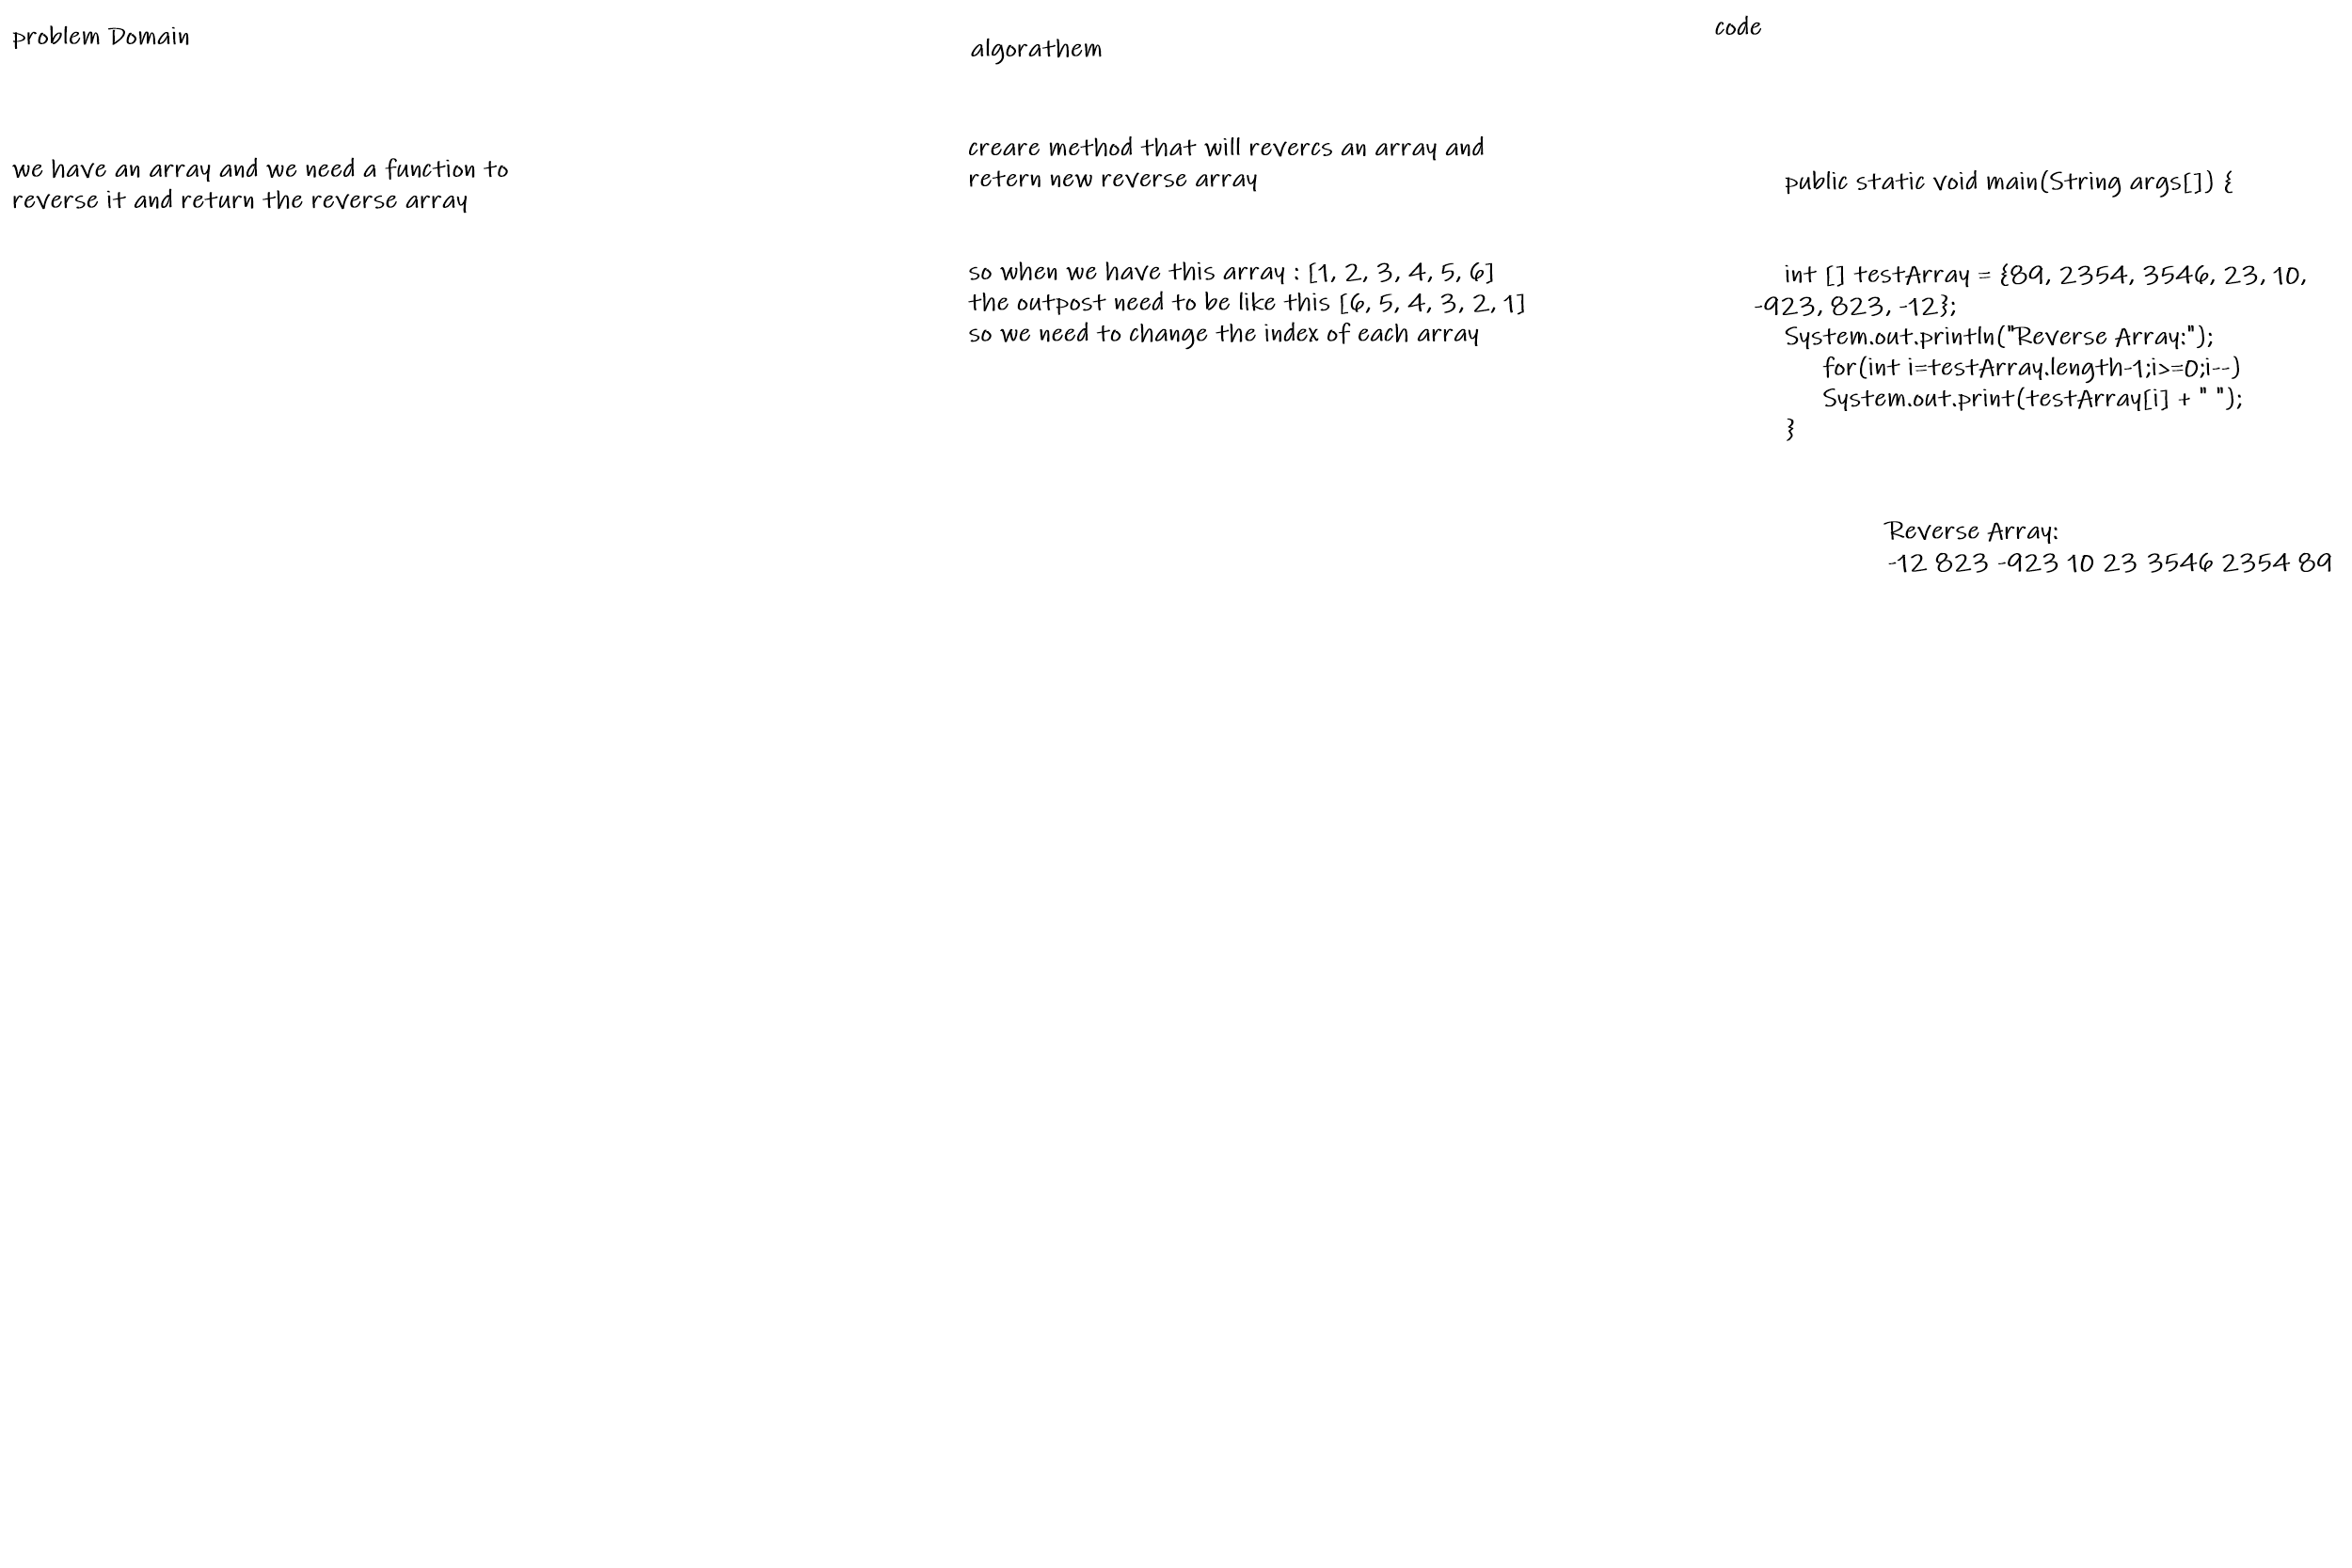 problem Domain
we have an array and we need a function to
reverse it and return the reverse array
algorathem
creare method that will revercs an array and
retern new reverse array
so when we have this array : [1, 2, 3, 4, 5, 6]
the outpost need to be like this [6, 5, 4, 3, 2, 1]
so we need to change the index of each array
code
public static void main(String args[]) {
int [] testArray = {89, 2354, 3546, 23, 10,
-923, 823, -12};
System.out.println("Reverse Array:");
for(int i=testArray.length-1;i>=0;i--)
System.out.print(testArray[i] + " ");
}
Reverse Array:
-12 823 -923 10 23 3546 2354 89